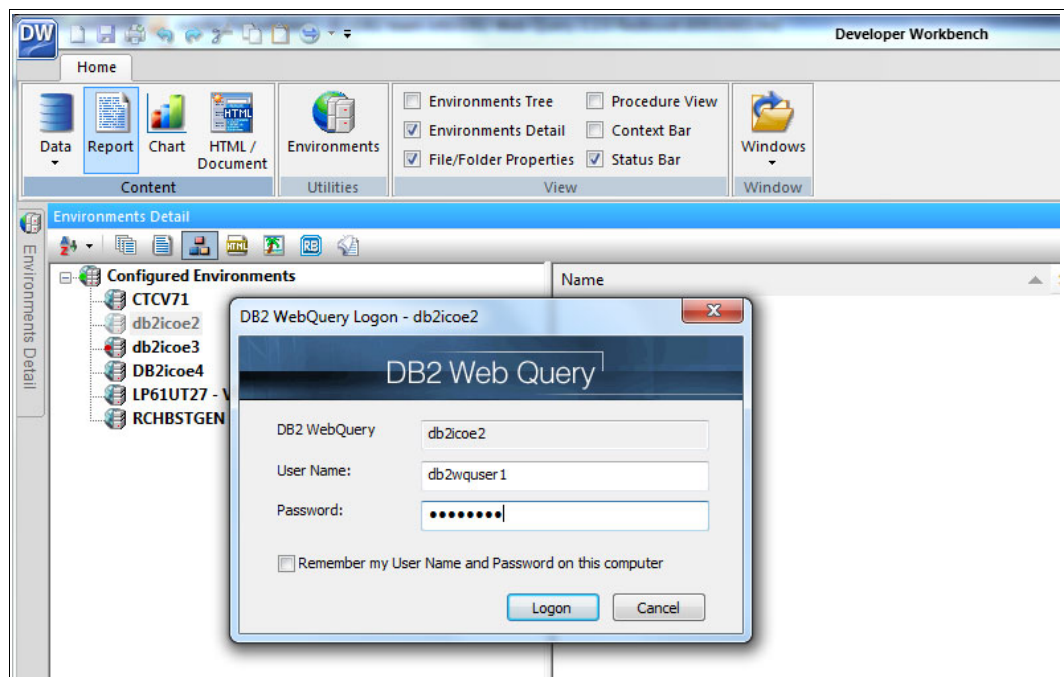 DW
Developer Workbench
Home
Data
Report
Chart
HTML
HTML / Document
Environments
Environments Tree
Procedure View
Environments Detail
Context Bar
File/Folder Properties
Status Bar
Windows
Content
Utilities
View
Window
Environments Detail
Environments Detail
HTML
RB
Configured Environments
Name
CTCV71
db2icoe2
db2icoe3
DB2icoe4
LP61UT27 - V
RCHBSTGEN
DB2 WebQuery Logon - db2icoe2
DB2 Web Query
DB2 WebQuery
db2icoe2
User Name:
db2wquser1
Password:
••••••••
Remember my User Name and Password on this computer
Logon
Cancel